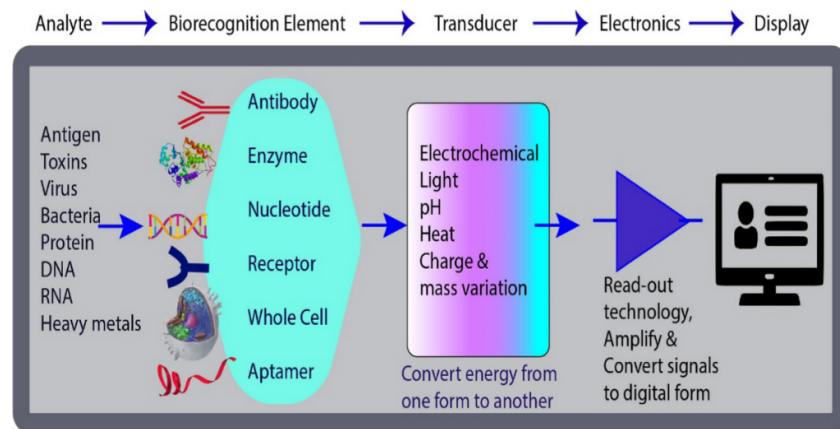 Analyte Biorecognition Element Transducer Electronics Display
Antigen
Toxins
Virus
Bacteria
Protein
DNA
RNA
Heavy metals
Antibody
Enzyme
Nucleotide
Receptor
Whole Cell
Aptamer
Electrochemical
Light
pH
Heat
Charge &
mass variation
Convert energy from
one form to another
Read-out
technology,
Amplify &
Convert signals
to digital form